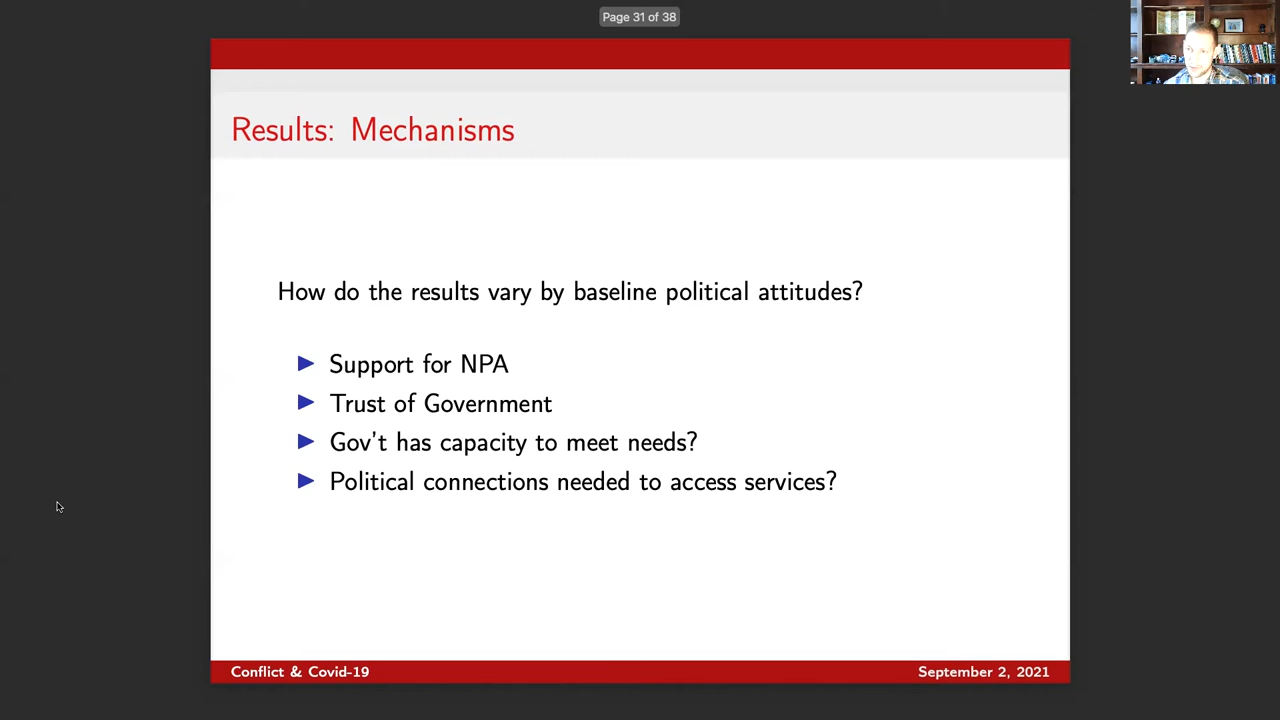 Page 31 of 38
Results: Mechanisms
How do the results vary by baseline political attitudes?
Support for NPA
Trust of Government
Gov't has capacity to meet needs?
Political connections needed to access services?
Conflict & Covid-19
September 2, 2021